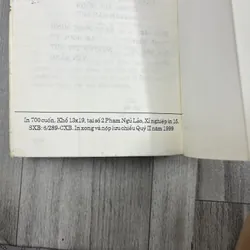 In 700 cuốn. Khổ 13x19, tại số 2 Phạm Ngũ Lão, Xí nghiệp in 15.
SXB: 5/289-CXB. In xong và nộp lưu chiểu Quý II năm 1998